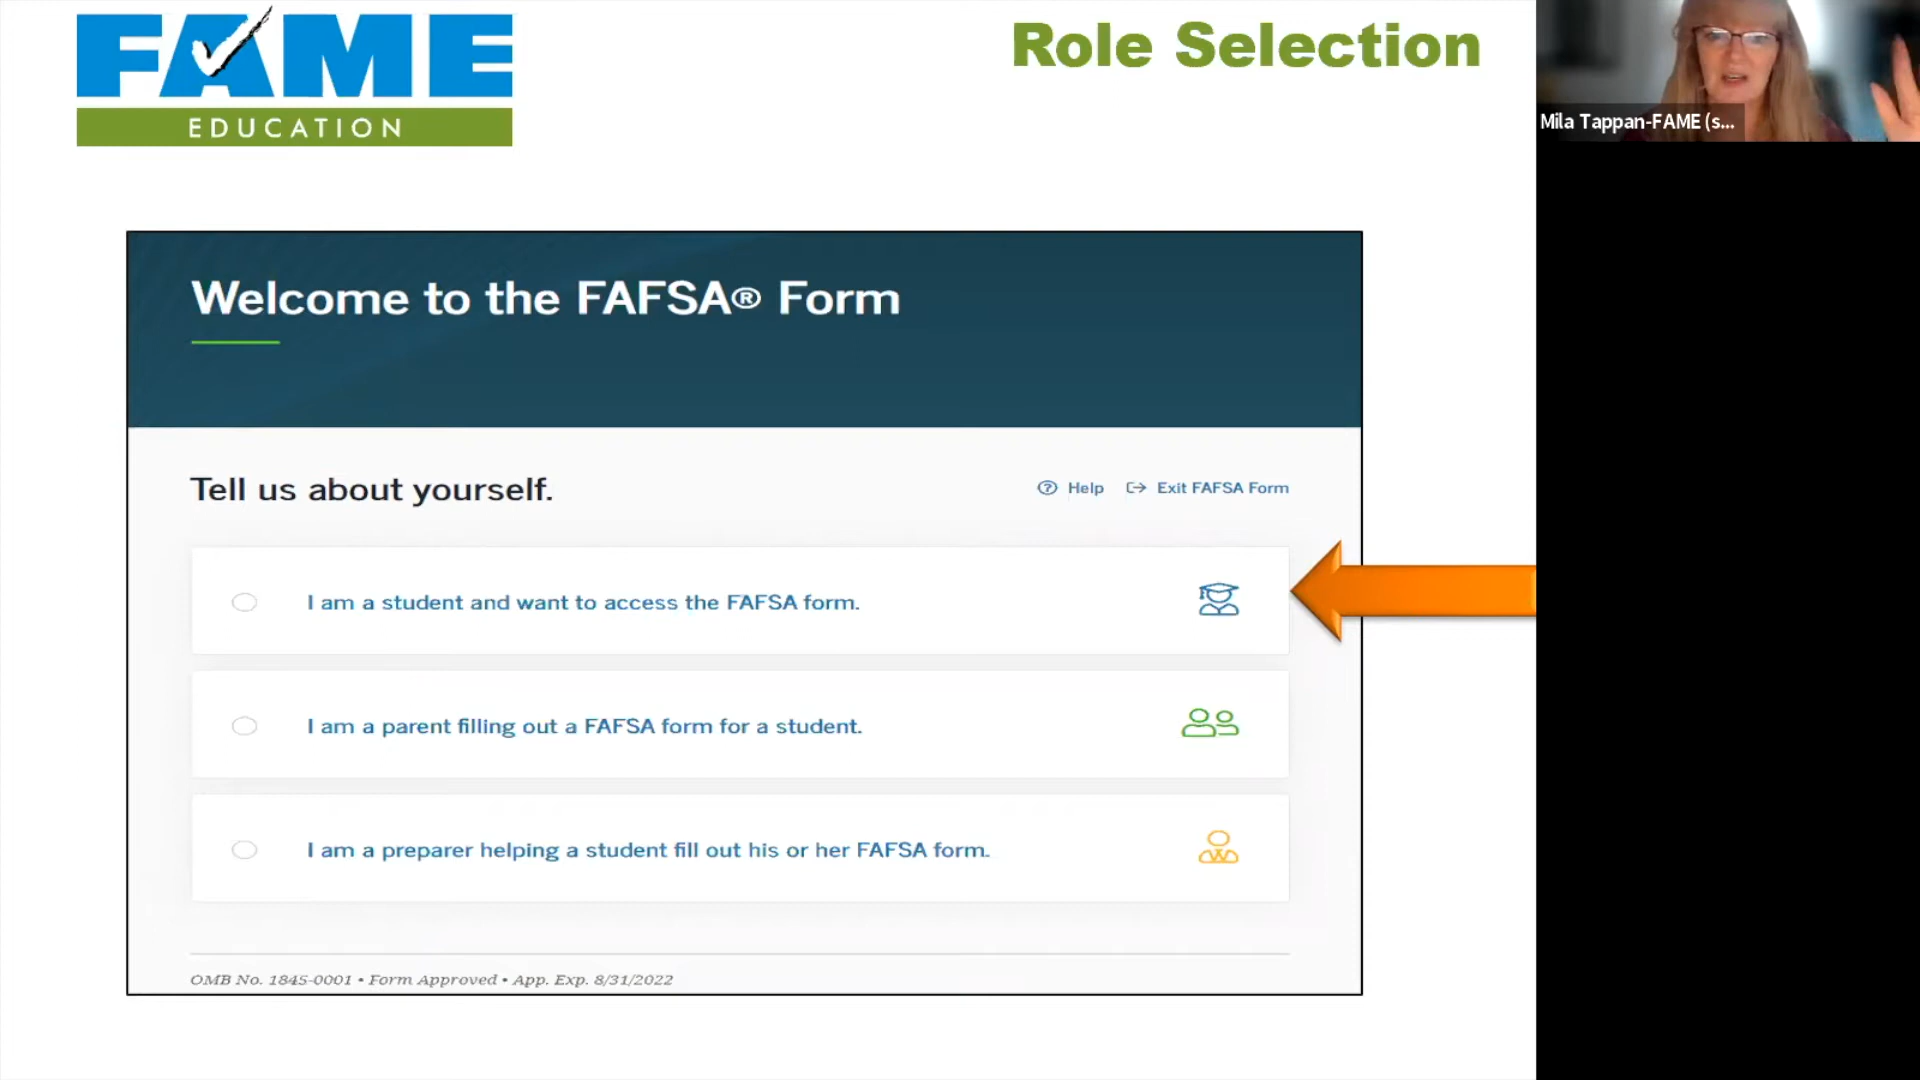 FAME
EDUCATION
Role Selection
Mila Tappan-FAME (s...
Welcome to the FAFSA® Form
Tell us about yourself.
Help
Exit FAFSA Form
I am a student and want to access the FAFSA form.
I am a parent filling out a FAFSA form for a student.
I am a preparer helping a student fill out his or her FAFSA form.
OMB No. 1845-0001 • Form Approved • App. Exp. 8/31/2022